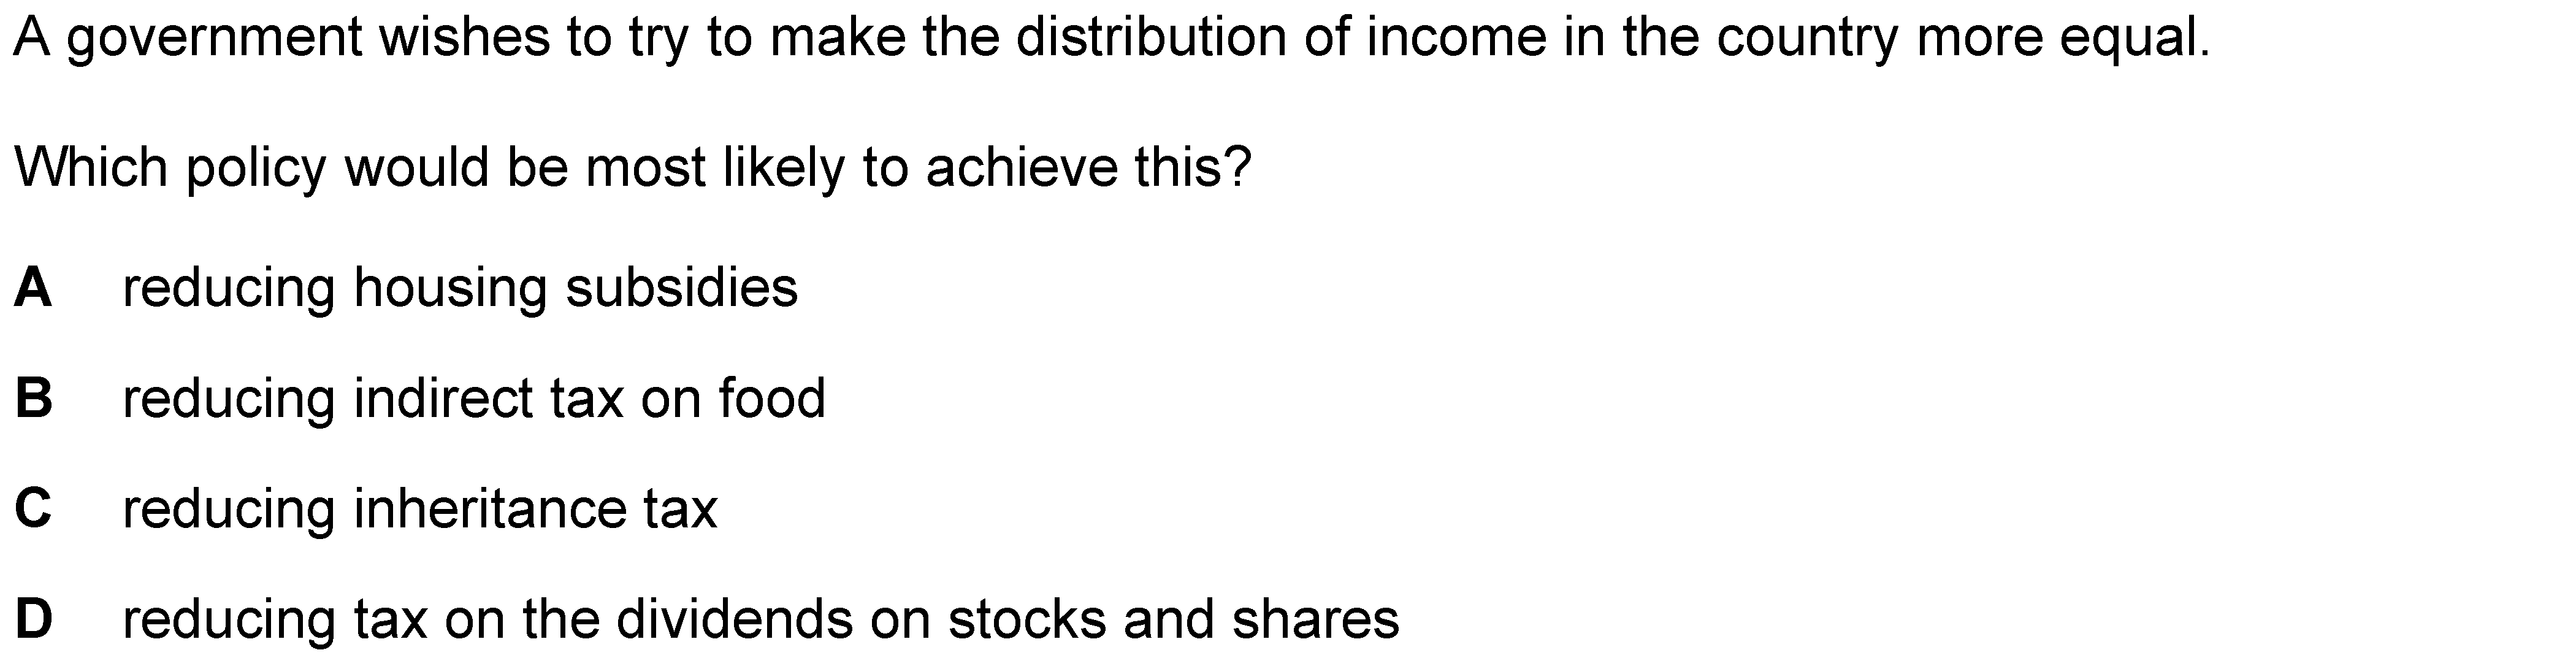 A government wishes to try to make the distribution of income in the country more equal.
Which policy would be most likely to achieve this?
A reducing housing subsidies
B reducing indirect tax on food
C reducing inheritance tax
D reducing tax on the dividends on stocks and shares